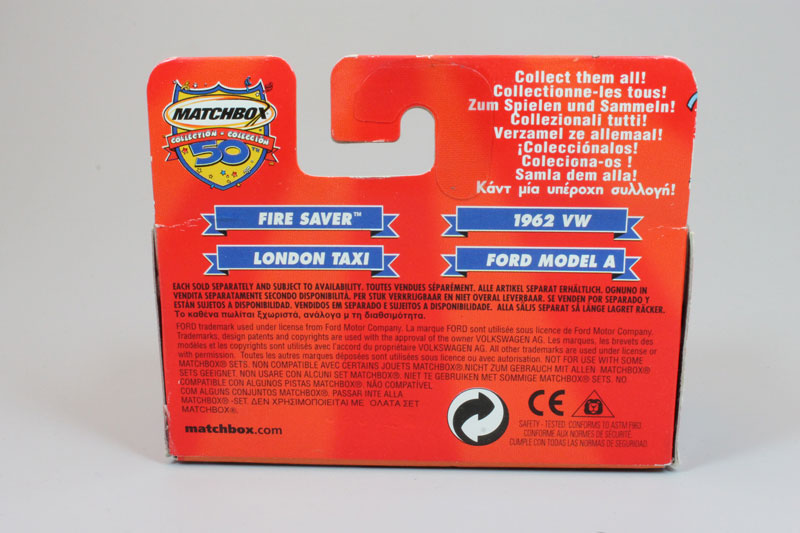 MATCHBOX
COLLECTION • COLECCIÓN
50TH
Collect them all!
Collectionne-les tous!
Zum Spielen und Sammeln!
Collezionali tutti!
Verzamel ze allemaal!
¡Colecciónalos!
Coleciona-os !
Samla dem alla!
Κάντ μία υπέροχη συλλογή!
FIRE SAVER™
1962 VW
LONDON TAXI
FORD MODEL A
EACH SOLD SEPARATELY AND SUBJECT TO AVAILABILITY. TOUTES VENDUES SÉPARÉMENT. ALLE ARTIKEL SEPARAT ERHÄLTLICH. OGNUNO IN
VENDITA SEPARATAMENTE SECONDO DISPONIBILITÀ. PER STUK VERKRIJGBAAR EN NIET OVERAL LEVERBAAR. SE VENDEN POR SEPARADO Y
ESTÁN SUJETOS A DISPONIBILIDAD. VENDIDOS EM SEPARADO E SUJEITOS A DISPONIBILIDADE. ALLA SÄLJS SEPARAT SÅ LÄNGE LAGRET RÄCKER.
Το καθένα πωλίται ξχωριστά, ανάλογα μ τη διαθσιμότητα.
FORD trademark used under license from Ford Motor Company. La marque FORD sont utilisée sous licence de Ford Motor Company.
Trademarks, design patents and copyrights are used with the approval of the owner VOLKSWAGEN AG. Les marques, les brevets des
modèles et les copyrights sont utilisés avec l'accord du propriétaire VOLKSWAGEN AG. All other trademarks are used under license or
with permission. Toutes les autres marques déposées sont utilisées sous licence ou avec autorisation. NOT FOR USE WITH SOME
MATCHBOX® SETS. NON COMPATIBLE AVEC CERTAINS JOUETS MATCHBOX®.NICHT ZUM GEBRAUCH MIT ALLEN MATCHBOX®
SETS GEEIGNET. NON USARE CON ALCUNI SET MATCHBOX®. NIET TE GEBRUIKEN MET SOMMIGE MATCHBOX® SETS. NO
COMPATIBLE CON ALGUNOS PISTAS MATCHBOX®. NÃO COMPATIVEL
COM ALGUNS CONJUNTOS MATCHBOX®. PASSAR INTE ALLA
MATCHBOX® -SET. ΔΕΝ ΧΡΗΣΙΜΟΠΟΙΕΙΤΑΙ ΜΕ ΟΛΑΤΑ ΣΕΤ
MATCHBOX®.
matchbox.com
CE
SAFETY - TESTED. CONFORMS TO ASTM F963.
CONFORME AUX NORMES DE SÉCURITÉ.
CUMPLE CON TODAS LAS NORMAS DE SEGURIDAD.